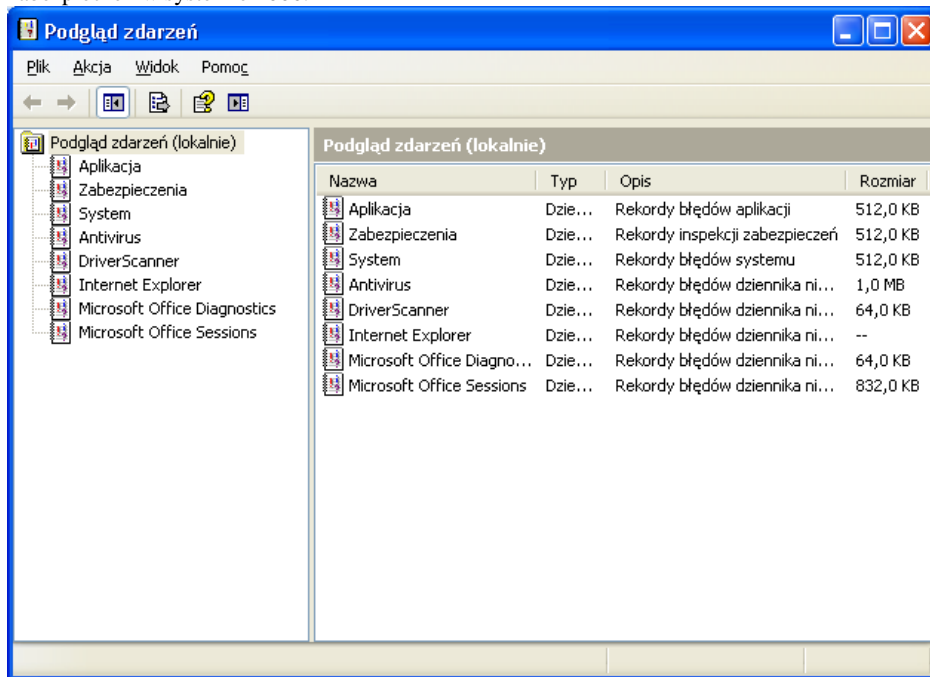 Podgląd zdarzeń
Plik Akcja Widok Pomoc
Podgląd zdarzeń (lokalnie)
Aplikacja
Zabezpieczenia
System
Antivirus
DriverScanner
Internet Explorer
Microsoft Office Diagnostics
Microsoft Office Sessions
Podgląd zdarzeń (lokalnie)
Nazwa Typ Opis Rozmiar
Aplikacja Dzie... Rekordy błędów aplikacji 512,0 KB
Zabezpieczenia Dzie... Rekordy inspekcji zabezpieczeń 512,0 KB
System Dzie... Rekordy błędów systemu 512,0 KB
Antivirus Dzie... Rekordy błędów dziennika ni... 1,0 MB
DriverScanner Dzie... Rekordy błędów dziennika ni... 64,0 KB
Internet Explorer Dzie... Rekordy błędów dziennika ni... --
Microsoft Office Diagno... Dzie... Rekordy błędów dziennika ni... 64,0 KB
Microsoft Office Sessions Dzie... Rekordy błędów dziennika ni... 832,0 KB